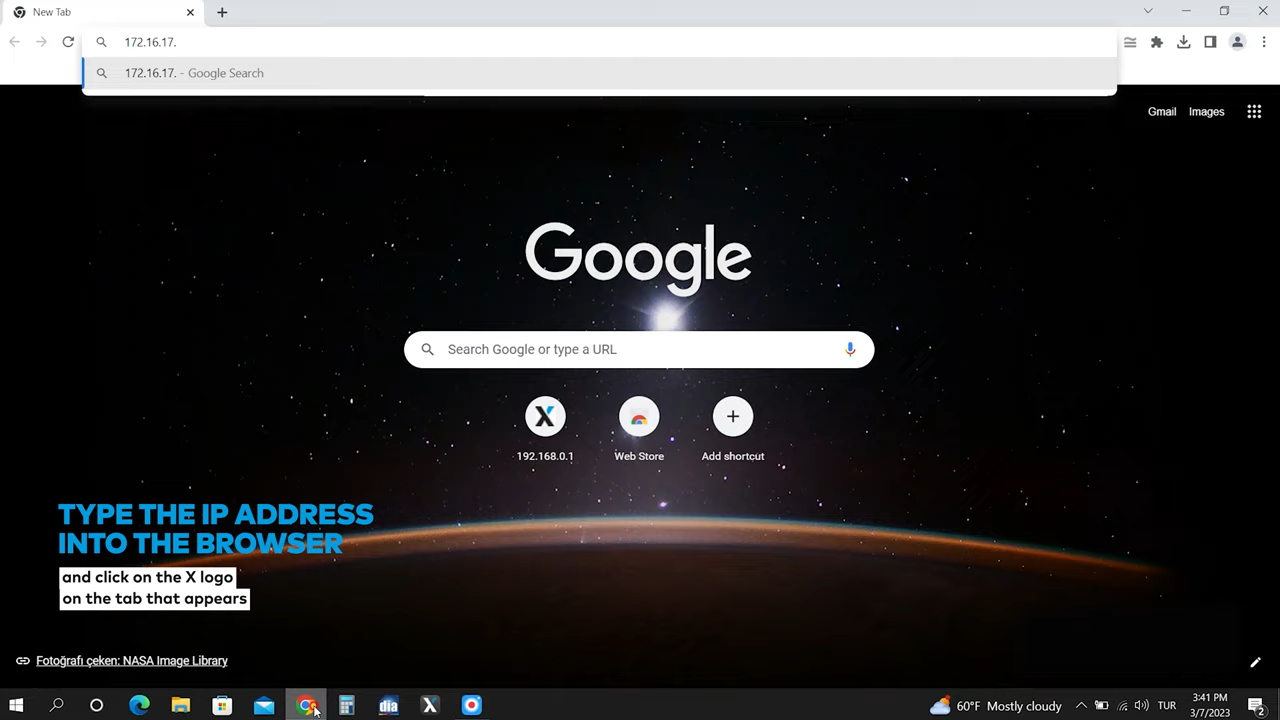 New Tab
172.16.17.
172.16.17. - Google Search
Gmail
Images
Google
Search Google or type a URL
X
192.168.0.1
Web Store
Add shortcut
TYPE THE IP ADDRESS
INTO THE BROWSER
and click on the X logo
on the tab that appears
Fotoğrafı çeken: NASA Image Library
dia
X
60°F Mostly cloudy
TUR
3:41 PM
3/7/2023
2